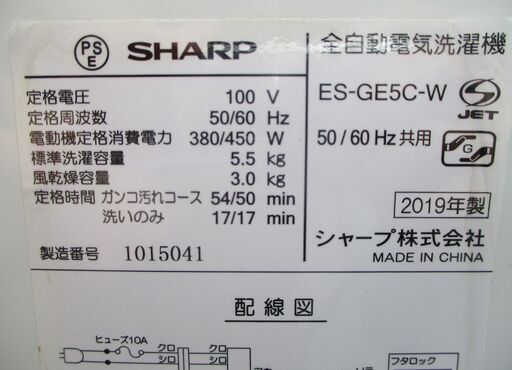 PS
E
SHARP
全自動電気洗濯機
定格電圧 100 V
定格周波数 50/60 Hz
電動機定格消費電力 380/450 W
標準洗濯容量 5.5 kg
風乾燥容量 3.0 kg
定格時間 ガンコ汚れコース 54/50 min
洗いのみ 17/17 min
製造番号 1015041
ES-GE5C-W
S
JET
50/60 Hz共用
G
2019年製
シャープ株式会社
MADE IN CHINA
配線図
ヒューズ10A
クロ クロ
シロ シロ
フタロック